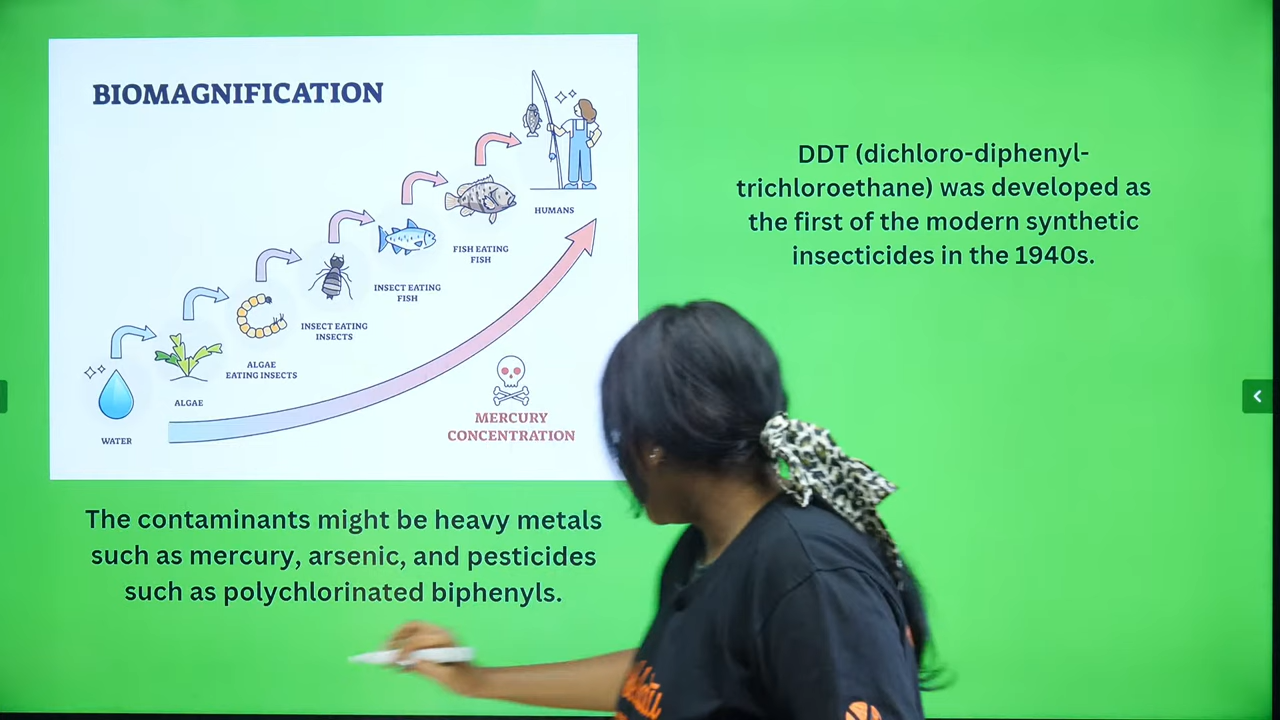 BIOMAGNIFICATION
HUMANS
FISH EATING
FISH
INSECT EATING
FISH
INSECT EATING
INSECTS
ALGAE
EATING INSECTS
ALGAE
WATER
MERCURY
CONCENTRATION
The contaminants might be heavy metals
such as mercury, arsenic, and pesticides
such as polychlorinated biphenyls.
DDT (dichloro-diphenyl-
trichloroethane) was developed as
the first of the modern synthetic
insecticides in the 1940s.